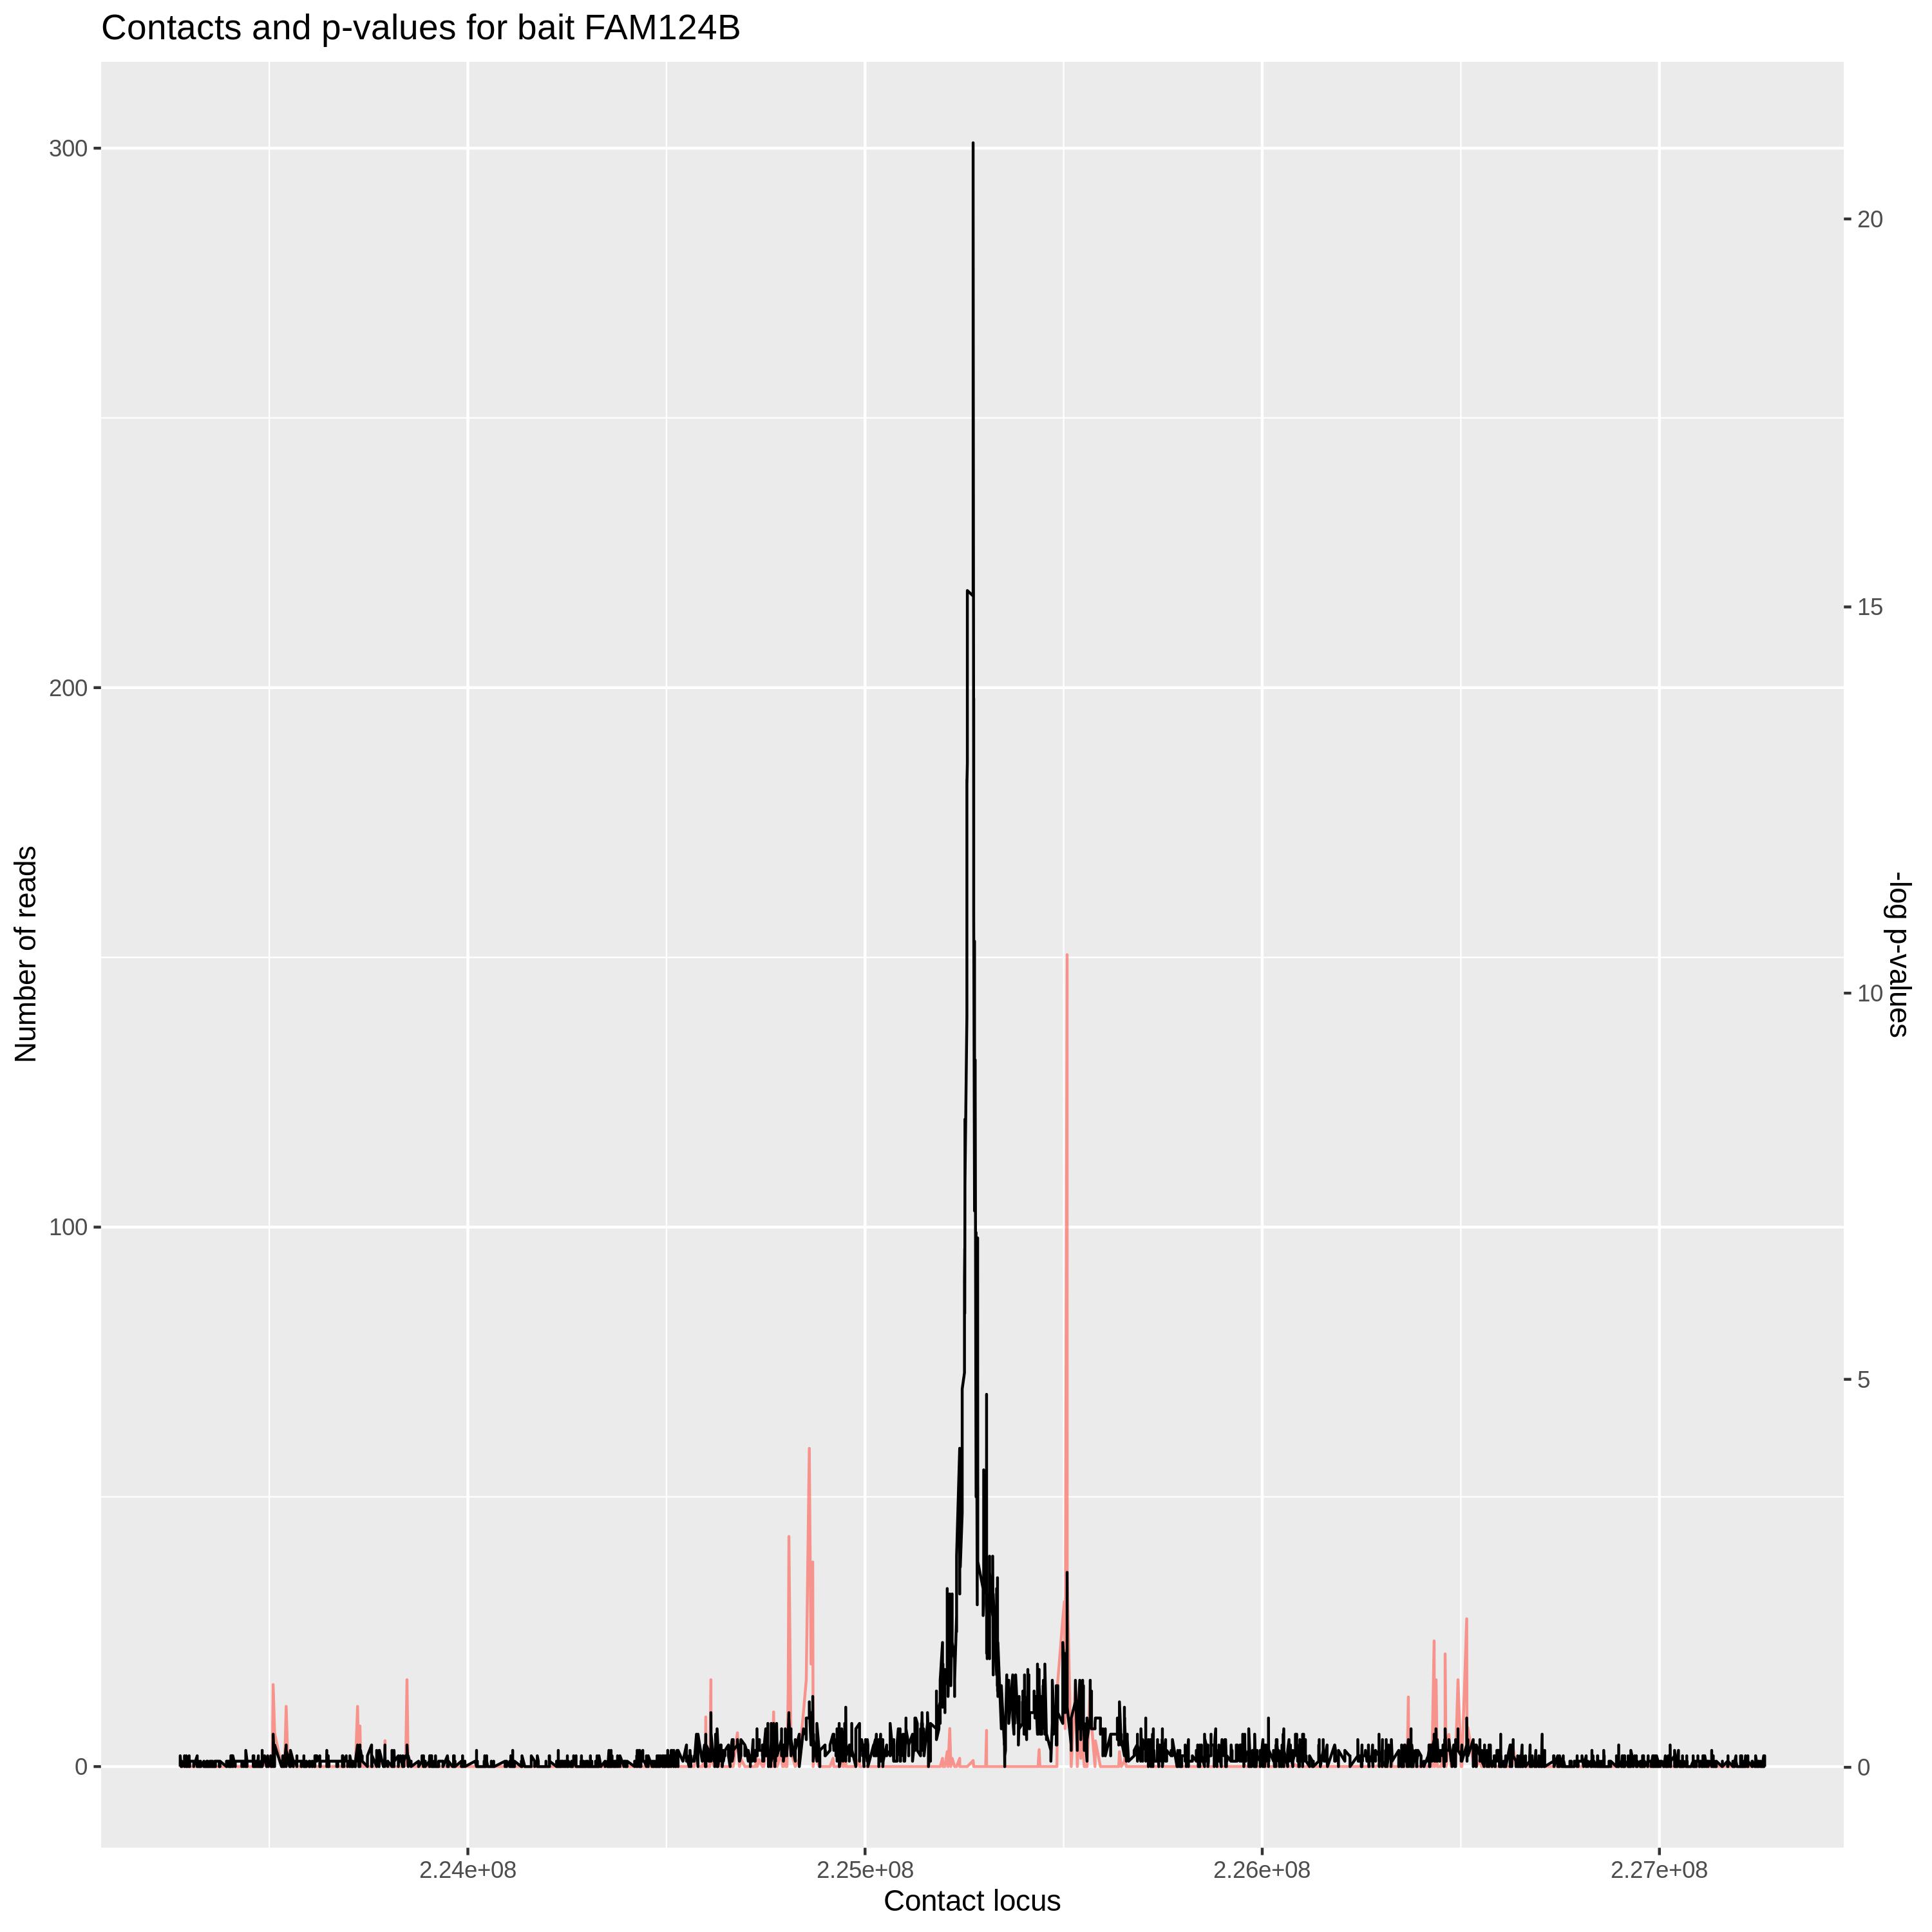 Contacts and p-values for bait FAM124B
300
200
100
0
20
15
10
5
0
Number of reads
-log p-values
2.24e+08
2.25e+08
2.26e+08
2.27e+08
Contact locus